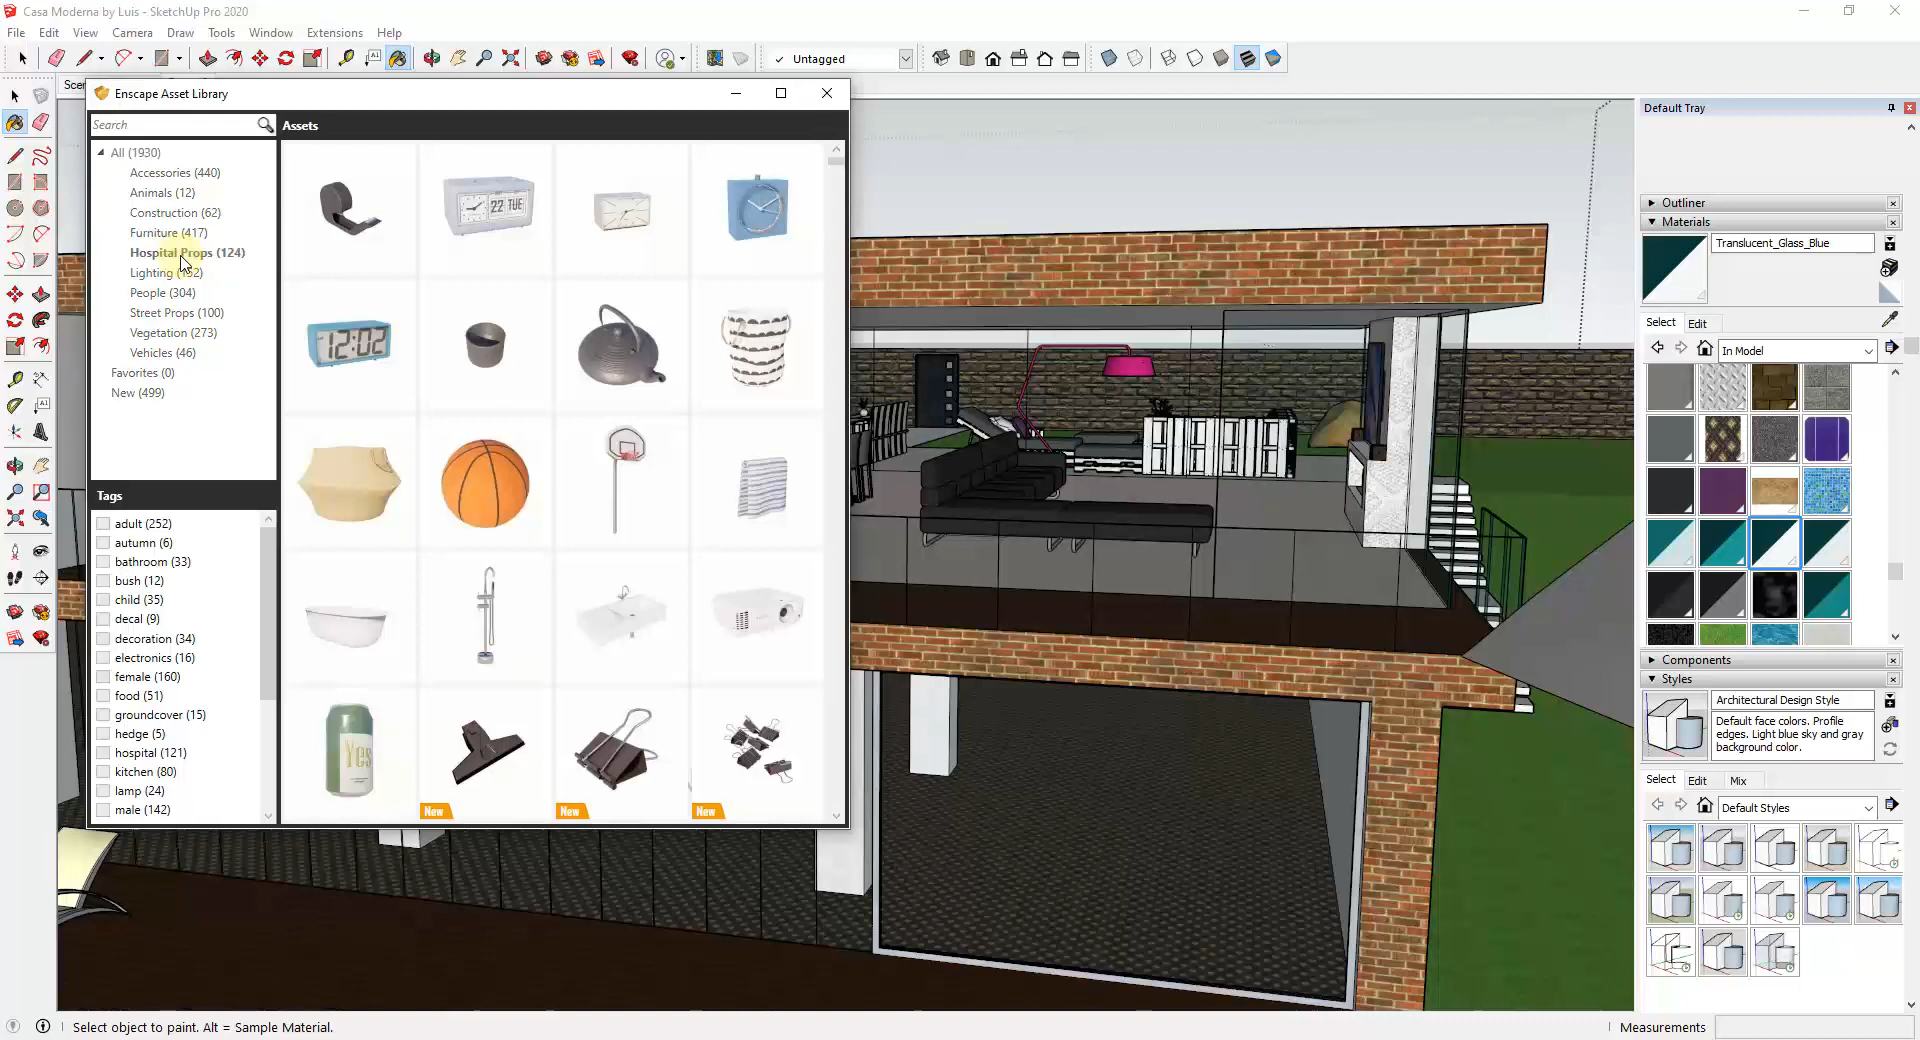 Casa Moderna by Luis - SketchUp Pro 2020
File Edit View Camera Draw Tools Window Extensions Help
Untagged
Enscape Asset Library
Search
Assets
All (1930)
Accessories (440)
Animals (12)
Construction (62)
Furniture (417)
Hospital Props (124)
Lighting
People (304)
Street Props (100)
Vegetation (273)
Vehicles (46)
Favorites (0)
New (499)
Tags
adult (252)
autumn (6)
bathroom (33)
bush (12)
child (35)
decal (9)
decoration (34)
electronics (16)
female (160)
food (51)
groundcover (15)
hedge (5)
hospital (121)
kitchen (80)
lamp (24)
male (142)
22 TUE
12:02
Yes
New
New
New
Default Tray
Outliner
Materials
Translucent_Glass_Blue
Select Edit
In Model
Components
Styles
Architectural Design Style
Default face colors. Profile
edges. Light blue sky and gray
background color.
Select Edit Mix
Default Styles
Select object to paint. Alt = Sample Material.
Measurements